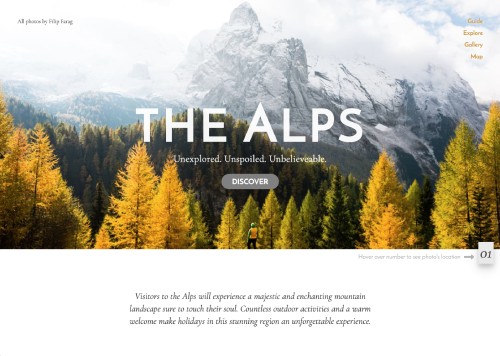 All photos by Filip Farag
Guide
Explore
Gallery
Map
THE ALPS
Unexplored. Unspoiled. Unbelieveable.
DISCOVER
Hover over number to see photo's location
01
Visitors to the Alps will experience a majestic and enchanting mountain
landscape sure to touch their soul. Countless outdoor activities and a warm
welcome make holidays in this stunning region an unforgettable experience.